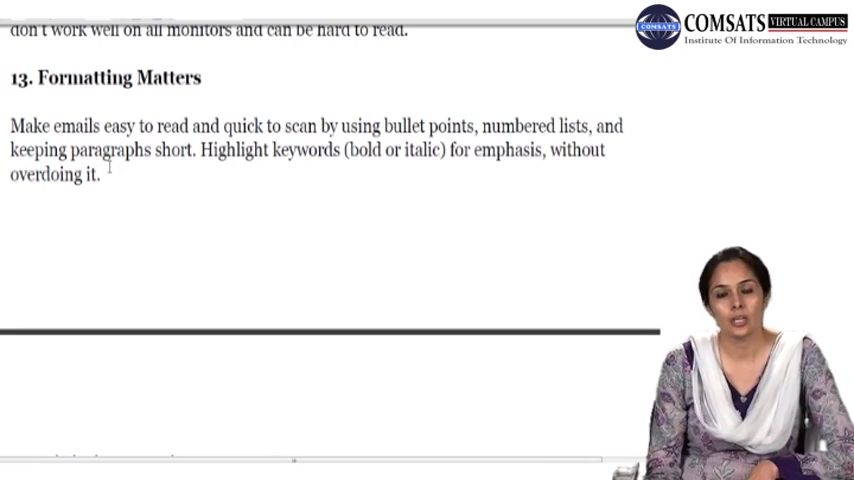 don't work well on all monitors and can be hard to read.
COMSATS VIRTUAL CAMPUS
Institute Of Information Technology
COMSATS
13. Formatting Matters
Make emails easy to read and quick to scan by using bullet points, numbered lists, and
keeping paragraphs short. Highlight keywords (bold or italic) for emphasis, without
overdoing it.